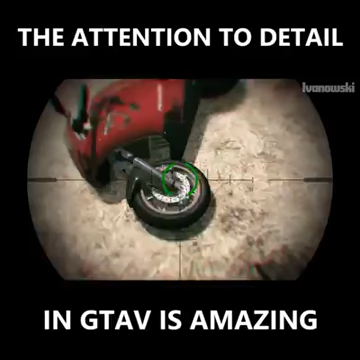 THE ATTENTION TO DETAIL
Ivanowski
IN GTAV IS AMAZING